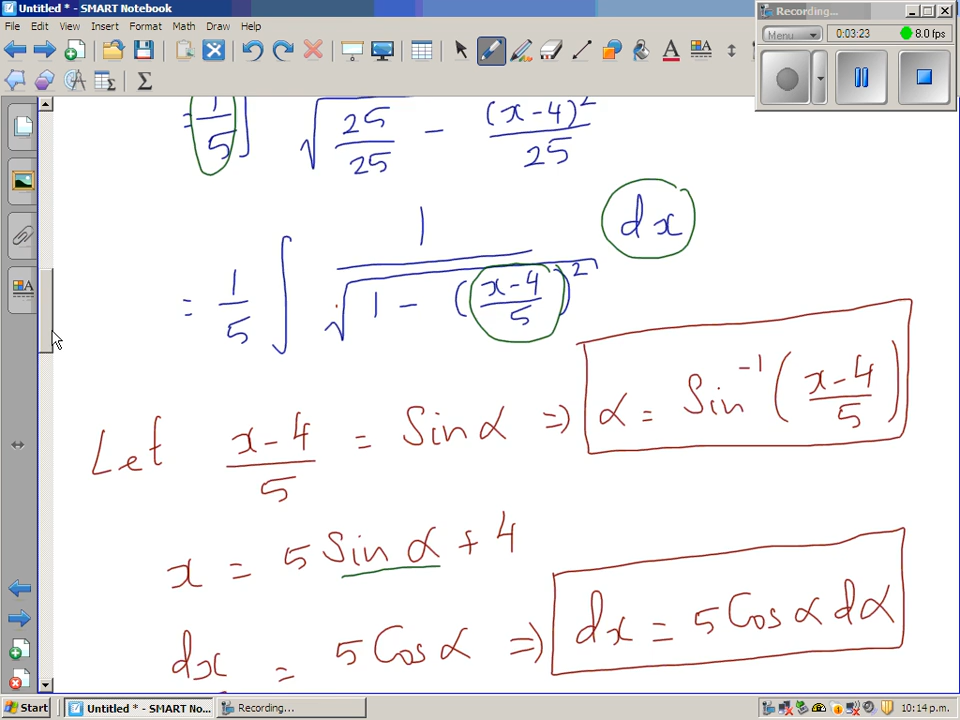 Untitled * - SMART Notebook
Recording...
File Edit View Insert Format Math Draw Help
Menu
0:03:23
8.0 fps
= 1/5 ∫ √ 25/25 - (x-4)²/25
= 1/5 ∫ 1/√(1 - (x-4/5)²) dx
Let x-4/5 = Sinα ⇒ α = Sin⁻¹(x-4/5)
x = 5 Sin α + 4
dx = 5 Cos α ⇒ dx = 5 Cos α dα
Start
Untitled * - SMART No...
Recording...
10:14 p.m.